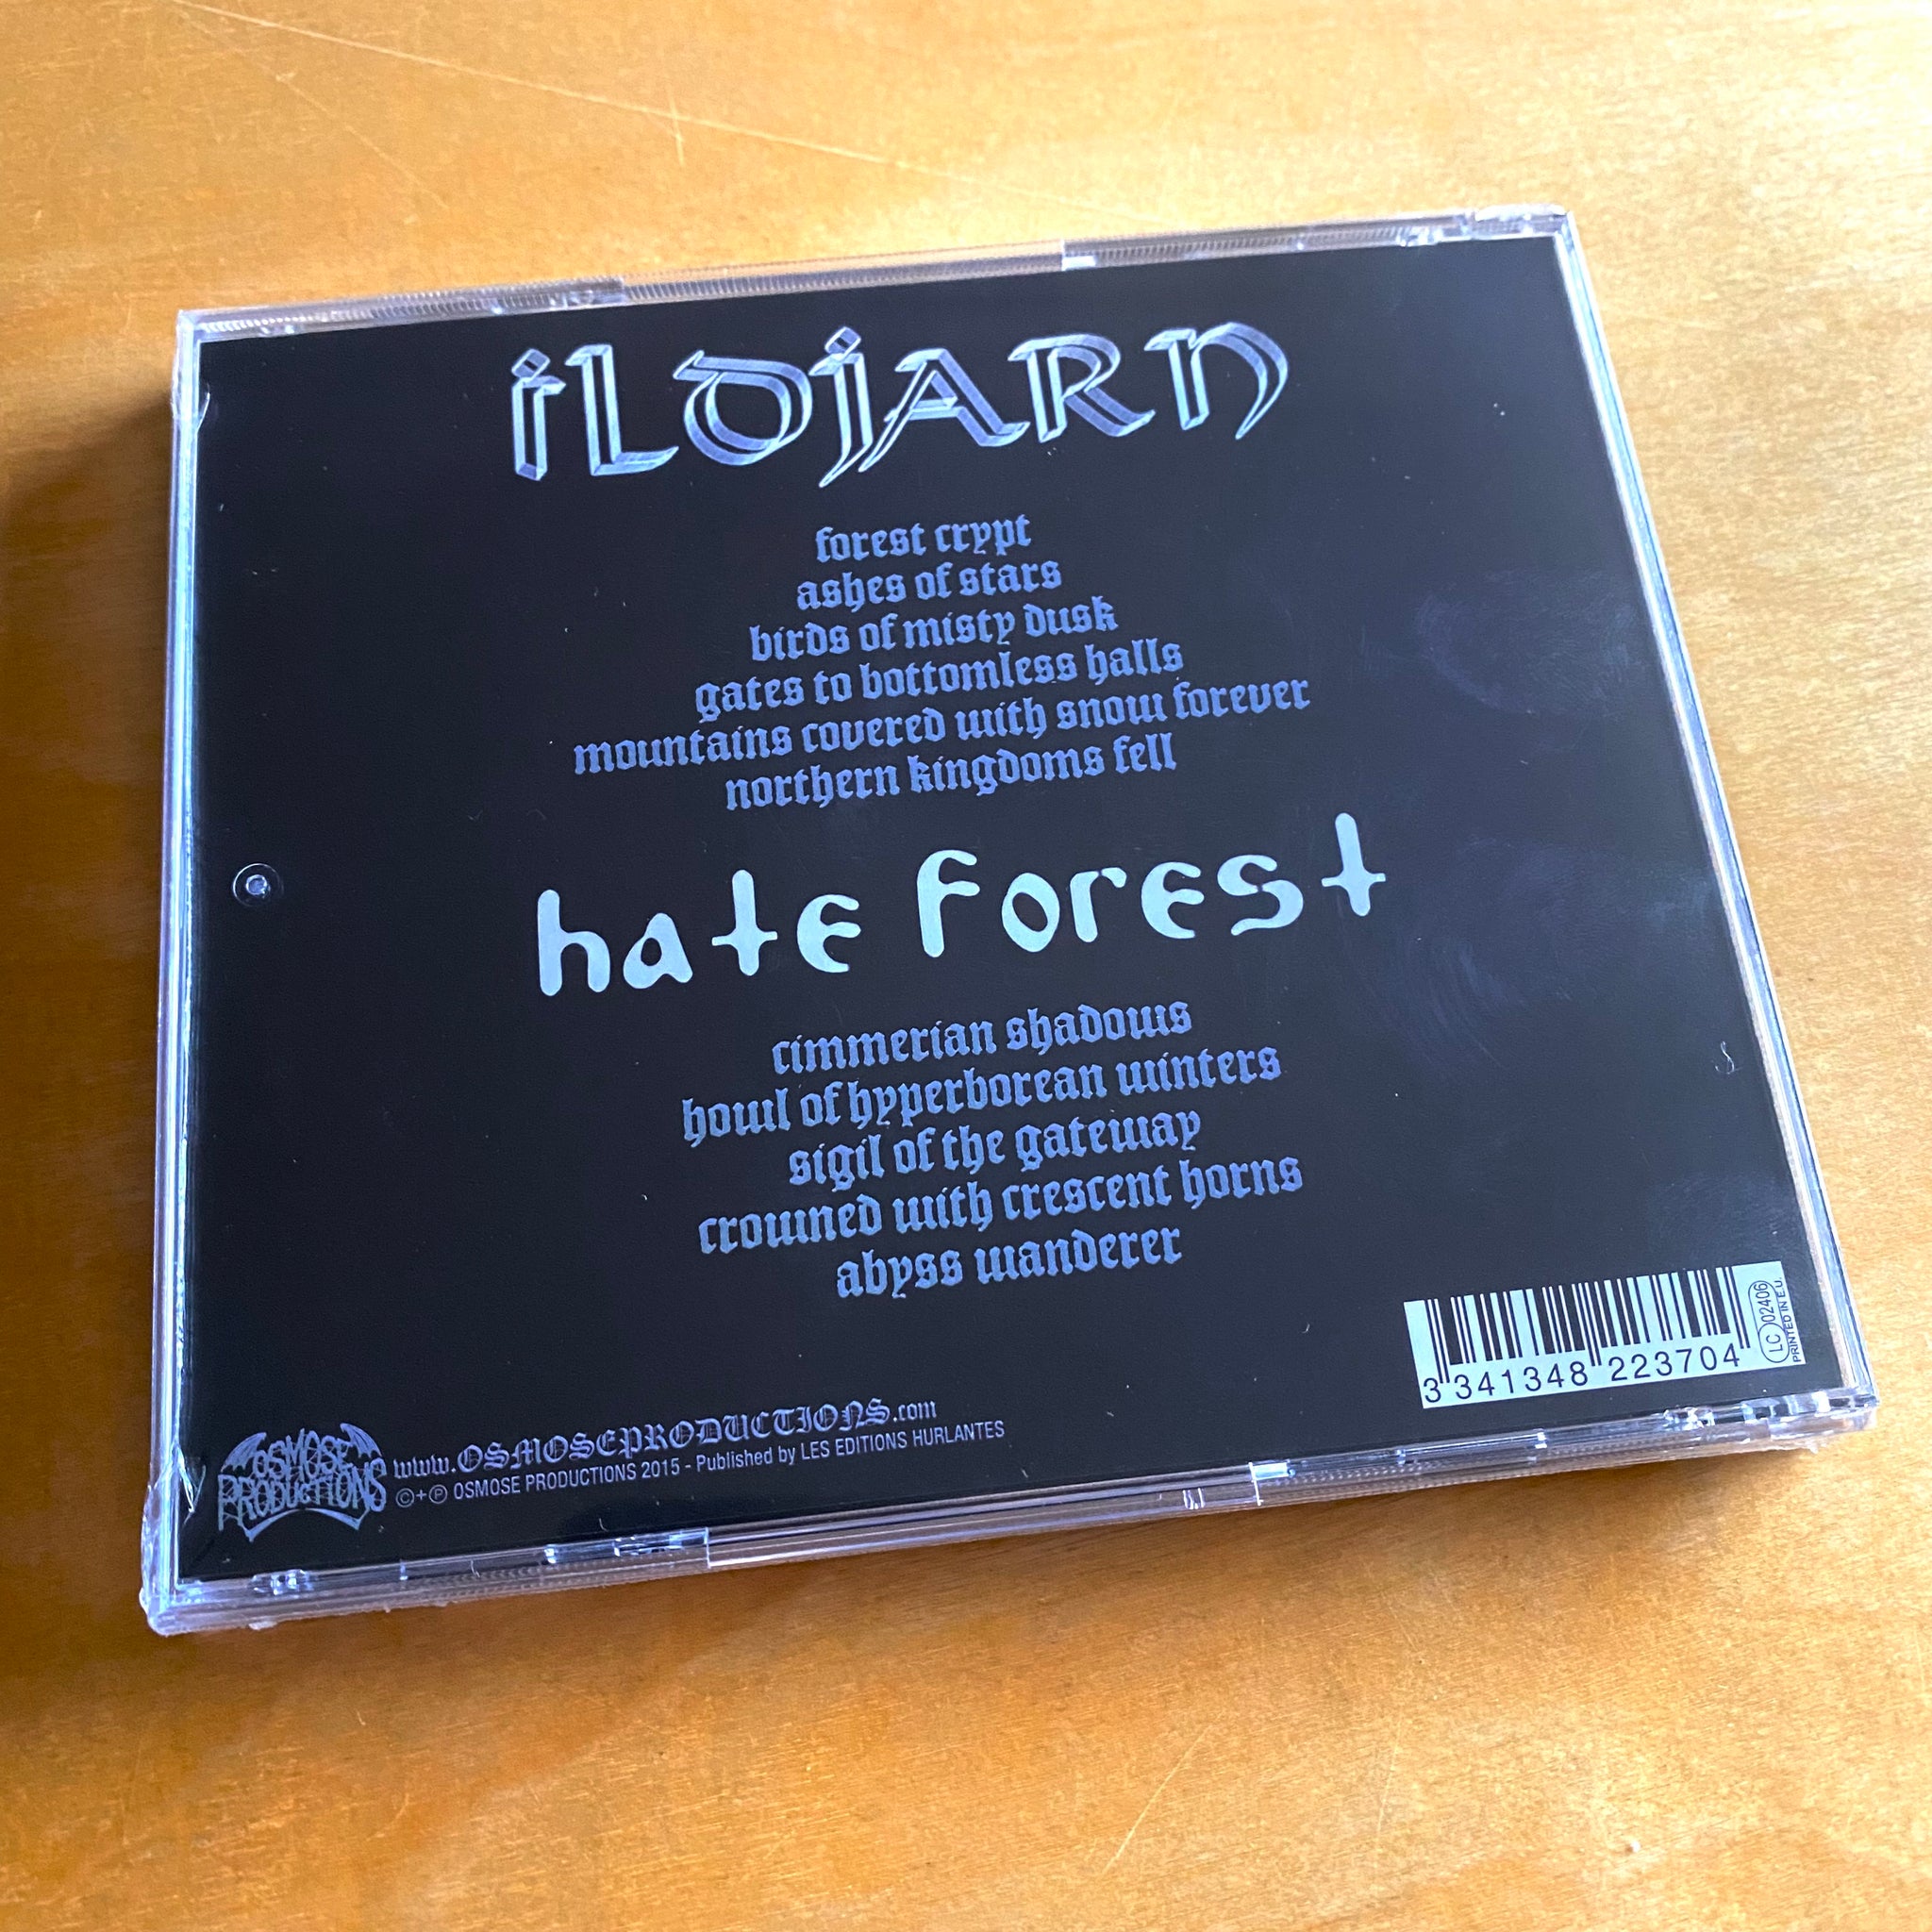 ildjarn
forest crypt
ashes of stars
birds of misty dusk
gates to bottomless halls
mountains covered with snow forever
northern kingdoms fell
hate forest
cimmerian shadows
howl of hyperborean winters
sigil of the gateway
crowned with crescent horns
abyss wanderer
3 341348 223704
LC 02406
PRINTED IN E.U.
OSMOSE
PRODUCTIONS
www.OSMOSEPRODUCTIONS.com
©+℗ OSMOSE PRODUCTIONS 2015 - Published by LES EDITIONS HURLANTES